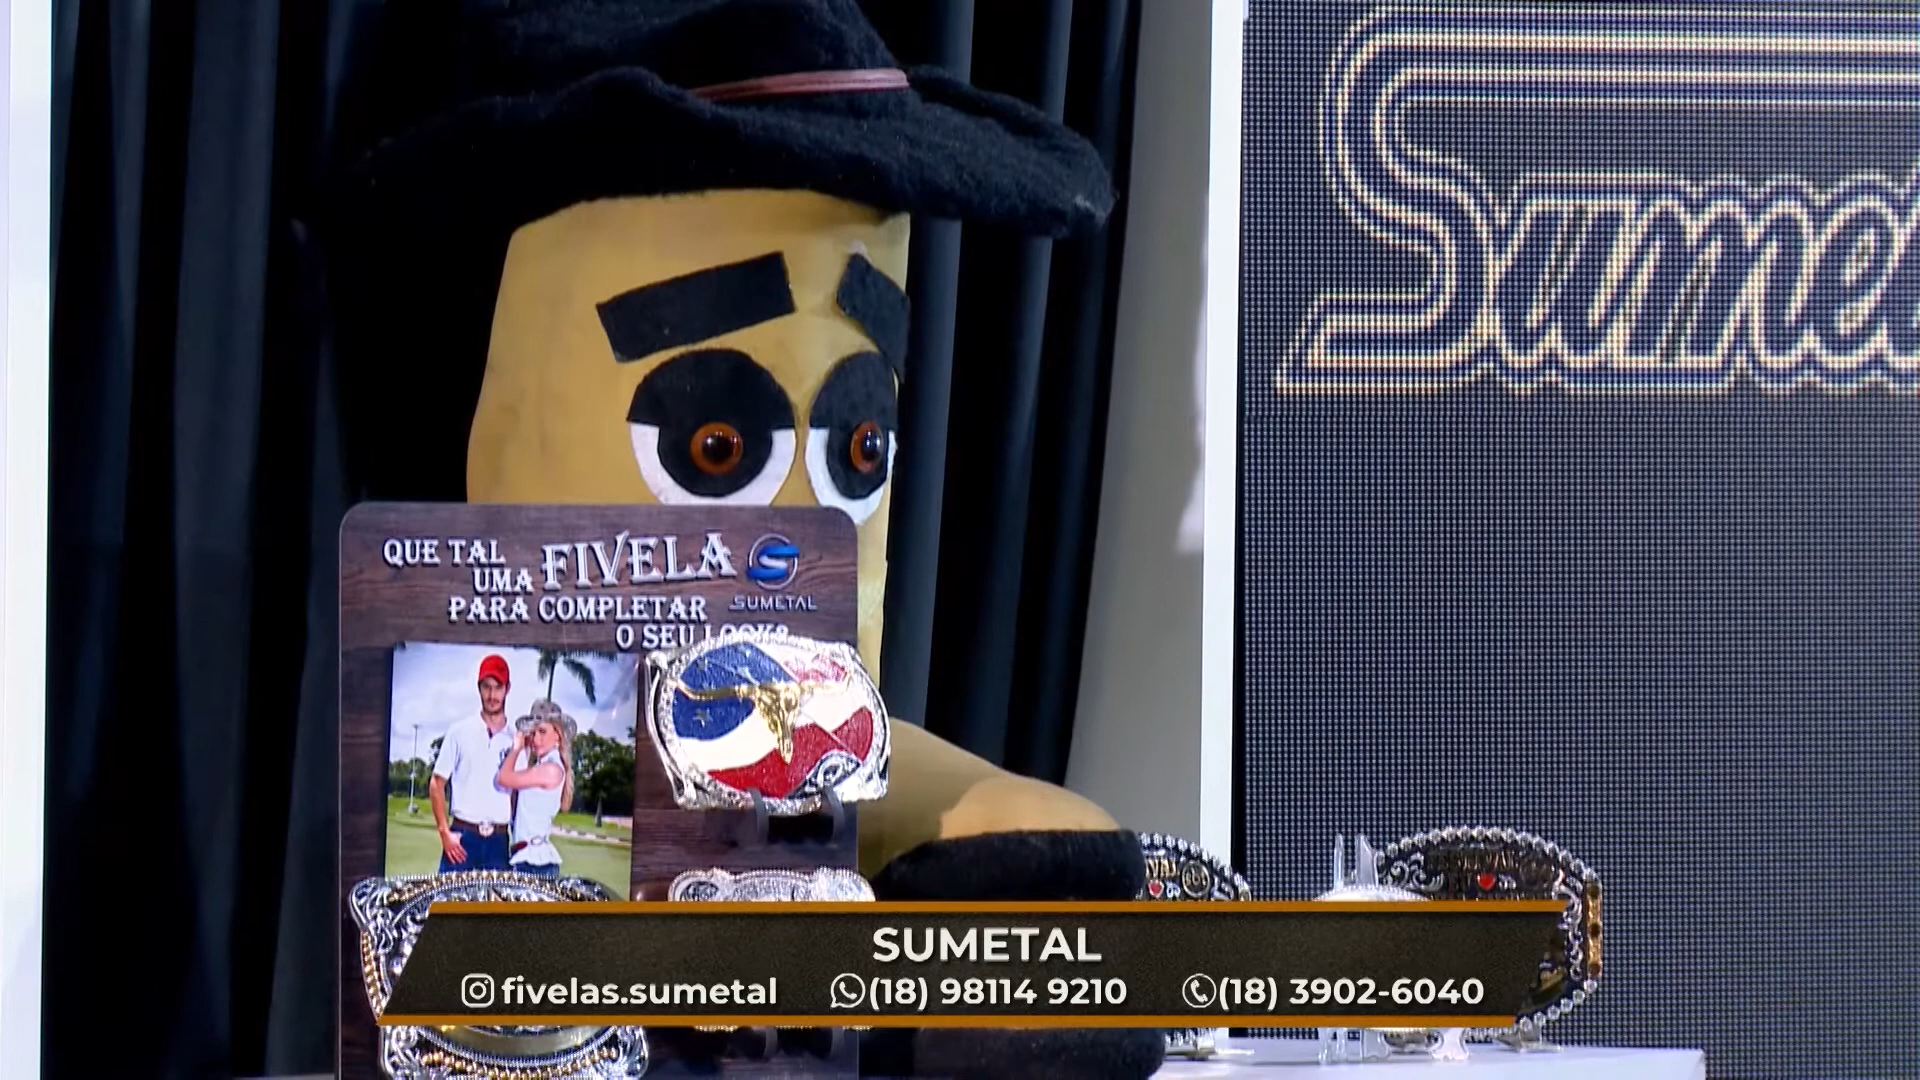 Sumet
QUE TAL
UMA FIVELA
PARA COMPLETAR
O SEU LOOK?
SUMETAL
SUMETAL
fivelas.sumetal (18) 98114 9210 (18) 3902-6040